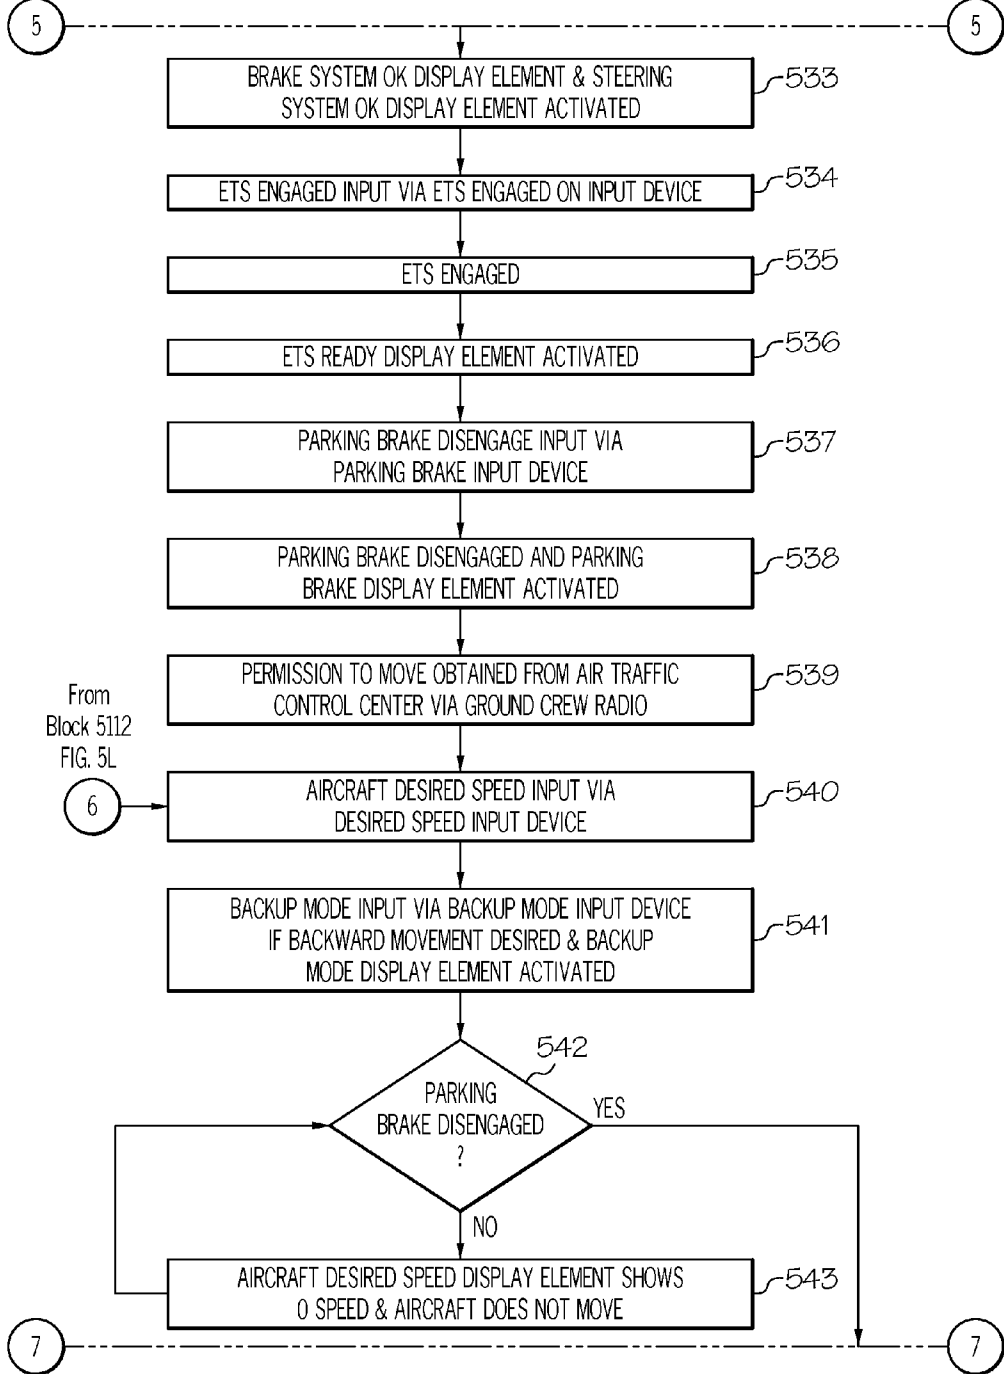 5
5
BRAKE SYSTEM OK DISPLAY ELEMENT & STEERING
SYSTEM OK DISPLAY ELEMENT ACTIVATED
533
ETS ENGAGED INPUT VIA ETS ENGAGED ON INPUT DEVICE
534
ETS ENGAGED
535
ETS READY DISPLAY ELEMENT ACTIVATED
536
PARKING BRAKE DISENGAGE INPUT VIA
PARKING BRAKE INPUT DEVICE
537
PARKING BRAKE DISENGAGED AND PARKING
BRAKE DISPLAY ELEMENT ACTIVATED
538
PERMISSION TO MOVE OBTAINED FROM AIR TRAFFIC
CONTROL CENTER VIA GROUND CREW RADIO
539
From
Block 5112
FIG. 5L
6
AIRCRAFT DESIRED SPEED INPUT VIA
DESIRED SPEED INPUT DEVICE
540
BACKUP MODE INPUT VIA BACKUP MODE INPUT DEVICE
IF BACKWARD MOVEMENT DESIRED & BACKUP
MODE DISPLAY ELEMENT ACTIVATED
541
542
PARKING
BRAKE DISENGAGED
?
YES
NO
AIRCRAFT DESIRED SPEED DISPLAY ELEMENT SHOWS
0 SPEED & AIRCRAFT DOES NOT MOVE
543
7
7